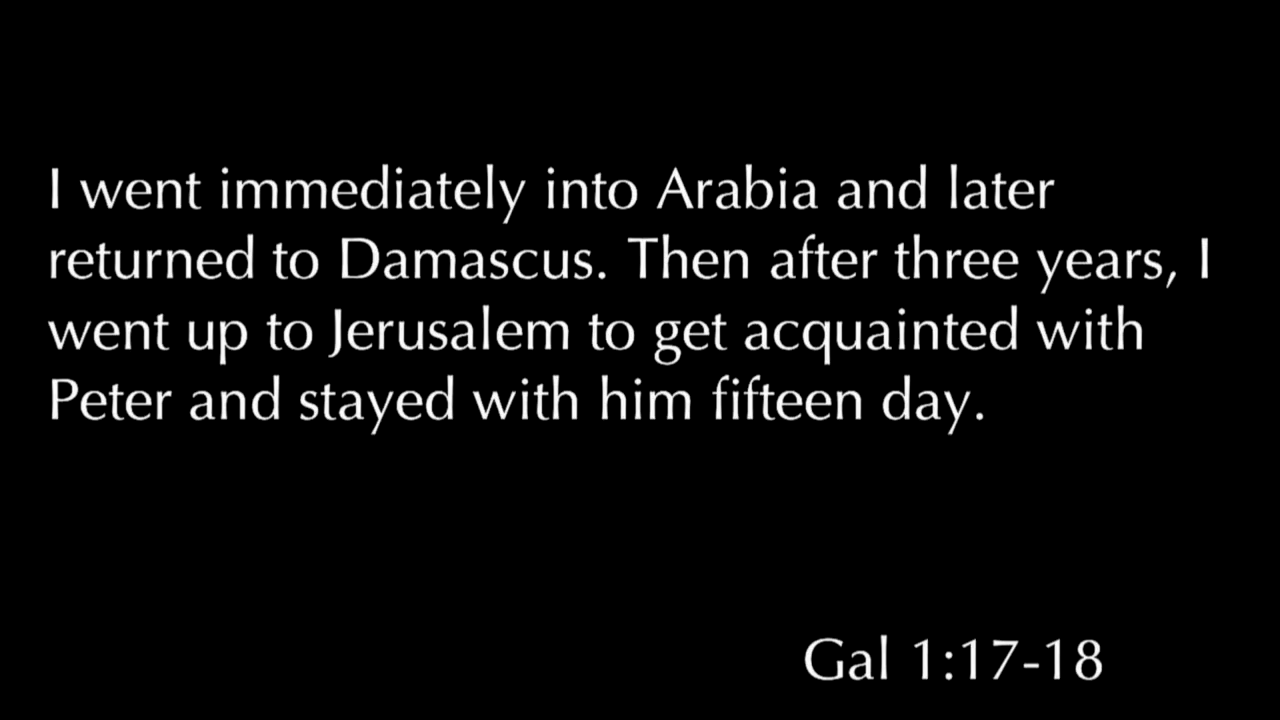 I went immediately into Arabia and later
returned to Damascus. Then after three years, I
went up to Jerusalem to get acquainted with
Peter and stayed with him fifteen day.
Gal 1:17-18